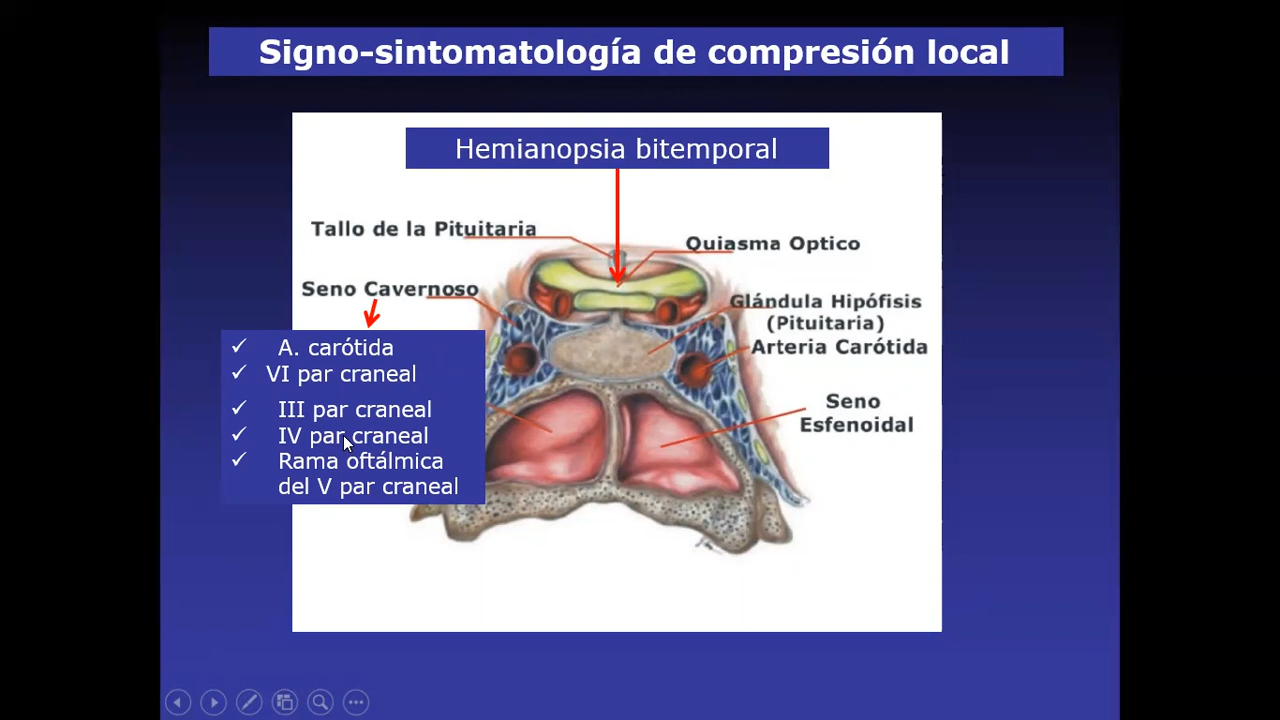 Signo-sintomatología de compresión local
Hemianopsia bitemporal
Tallo de la Pituitaria
Quiasma Optico
Seno Cavernoso
Glándula Hipófisis
(Pituitaria)
Arteria Carótida
✓ A. carótida
✓ VI par craneal
✓ III par craneal
✓ IV par craneal
✓ Rama oftálmica
del V par craneal
Seno
Esfenoidal